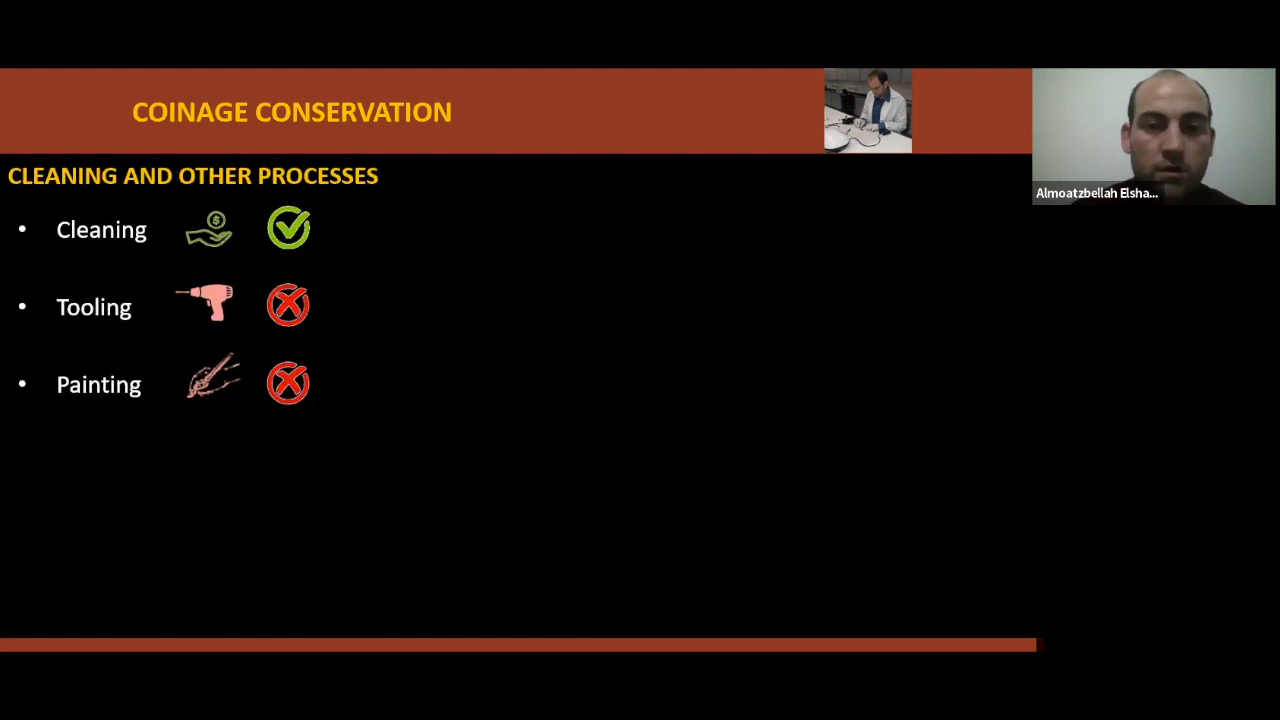 COINAGE CONSERVATION
CLEANING AND OTHER PROCESSES
• Cleaning
• Tooling
• Painting
Almoatzbellah Elsha...